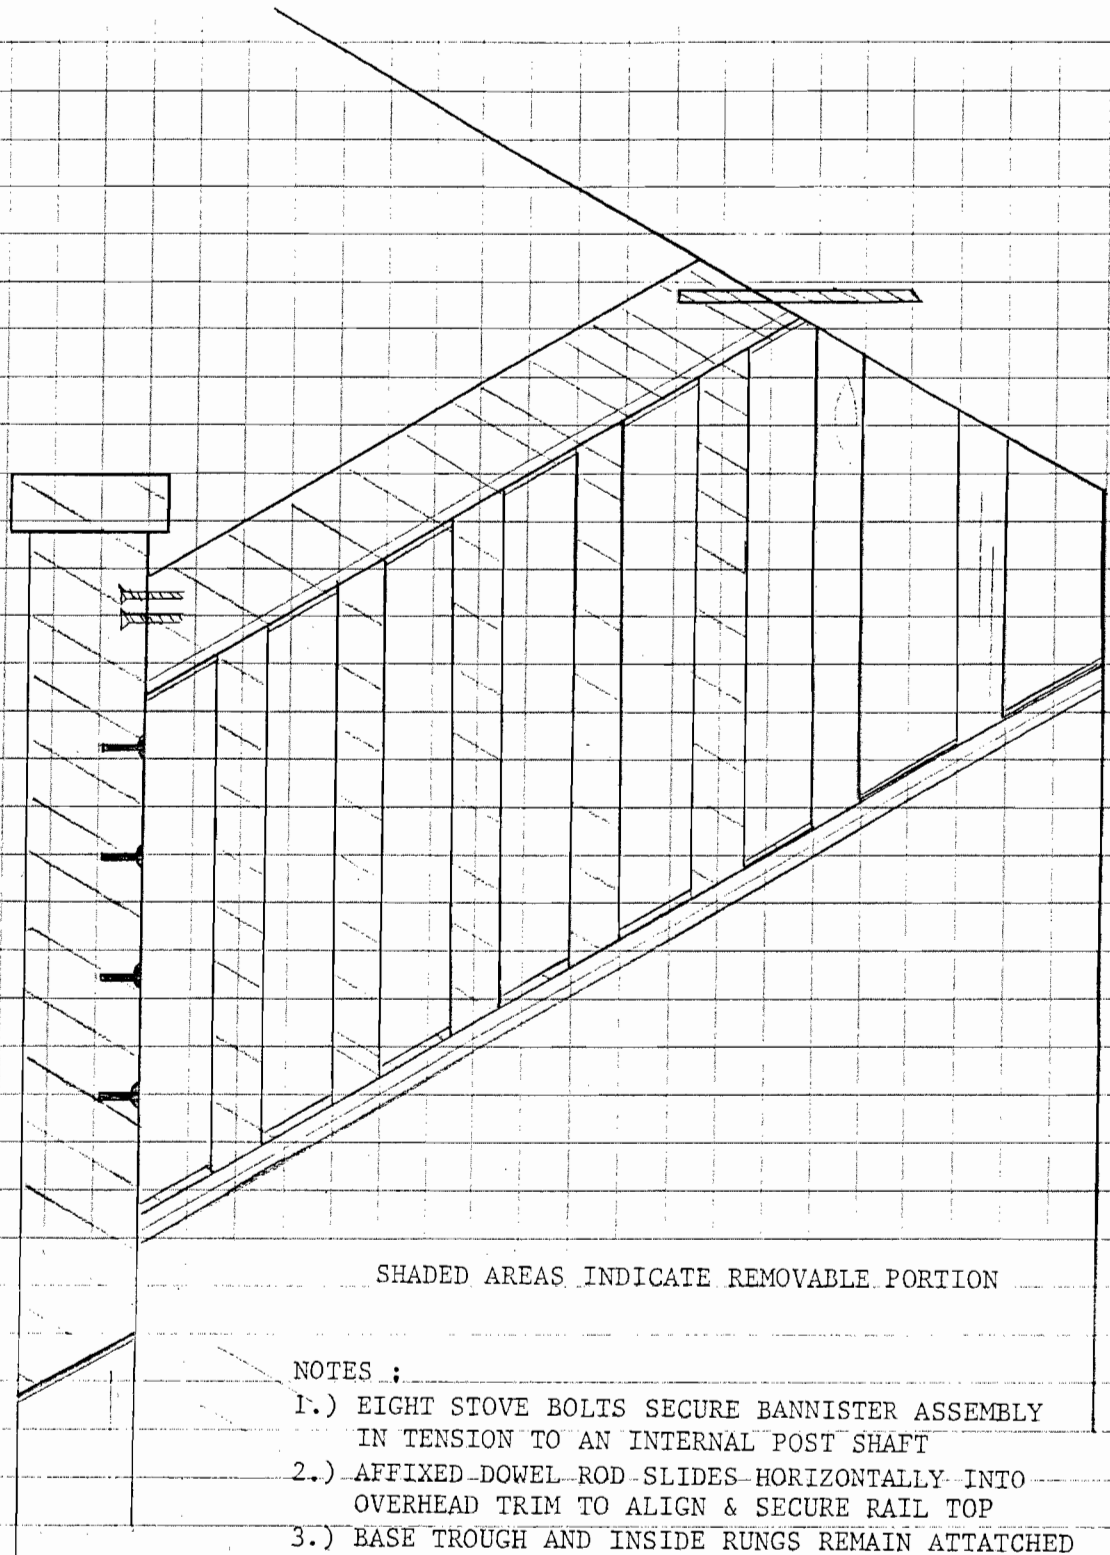 SHADED AREAS INDICATE REMOVABLE PORTION
NOTES :
1.) EIGHT STOVE BOLTS SECURE BANNISTER ASSEMBLY
IN TENSION TO AN INTERNAL POST SHAFT
2.) AFFIXED DOWEL ROD SLIDES HORIZONTALLY INTO
OVERHEAD TRIM TO ALIGN & SECURE RAIL TOP
3.) BASE TROUGH AND INSIDE RUNGS REMAIN ATTATCHED